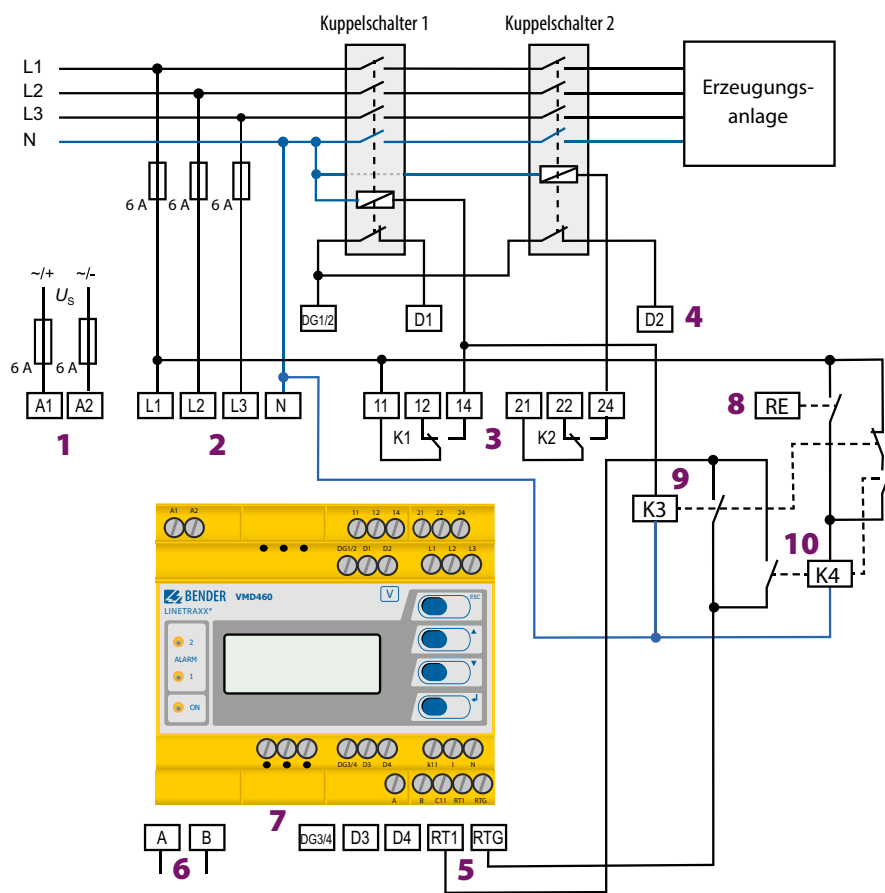 Kuppelschalter 1 Kuppelschalter 2
L1
L2
L3
N
Erzeugungs-
anlage
6 A 6 A 6 A
~/+ ~/-
U_S
6 A 6 A
DG1/2 D1 D2 4
A1 A2 L1 L2 L3 N 11 12 14 21 22 24
K1 K2
1 2 3
8 RE
9
K3
10
K4
A1 A2 11 12 14 21 22 24
DG1/2 D1 D2 L1 L2 L3
BENDER VMD460 V ESC
LINETRAXX®
2
ALARM
1
ON
DG3/4 D3 D4 k11 I N
A B C11 RT1 RTG
7
A B DG3/4 D3 D4 RT1 RTG
6 5